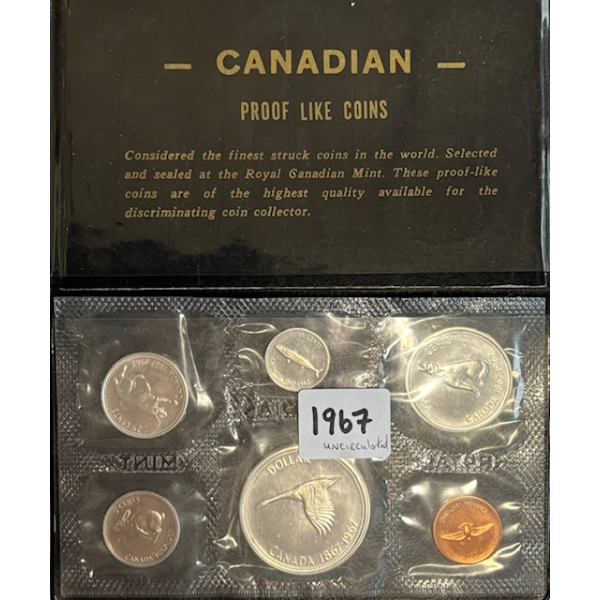 — CANADIAN —
PROOF LIKE COINS
Considered the finest struck coins in the world. Selected
and sealed at the Royal Canadian Mint. These proof-like
coins are of the highest quality available for the
discriminating coin collector.
1967
uncirculated
DOLLAR
CANADA 1867 1967